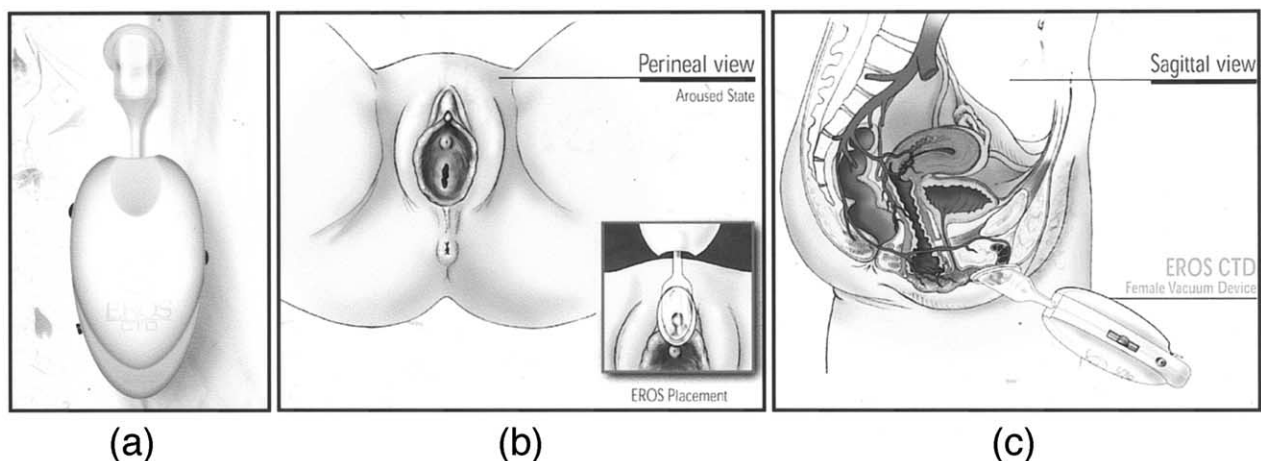 EROS
CTD
Perineal view
Aroused State
EROS Placement
Sagittal view
EROS CTD
Female Vacuum Device
(a)
(b)
(c)